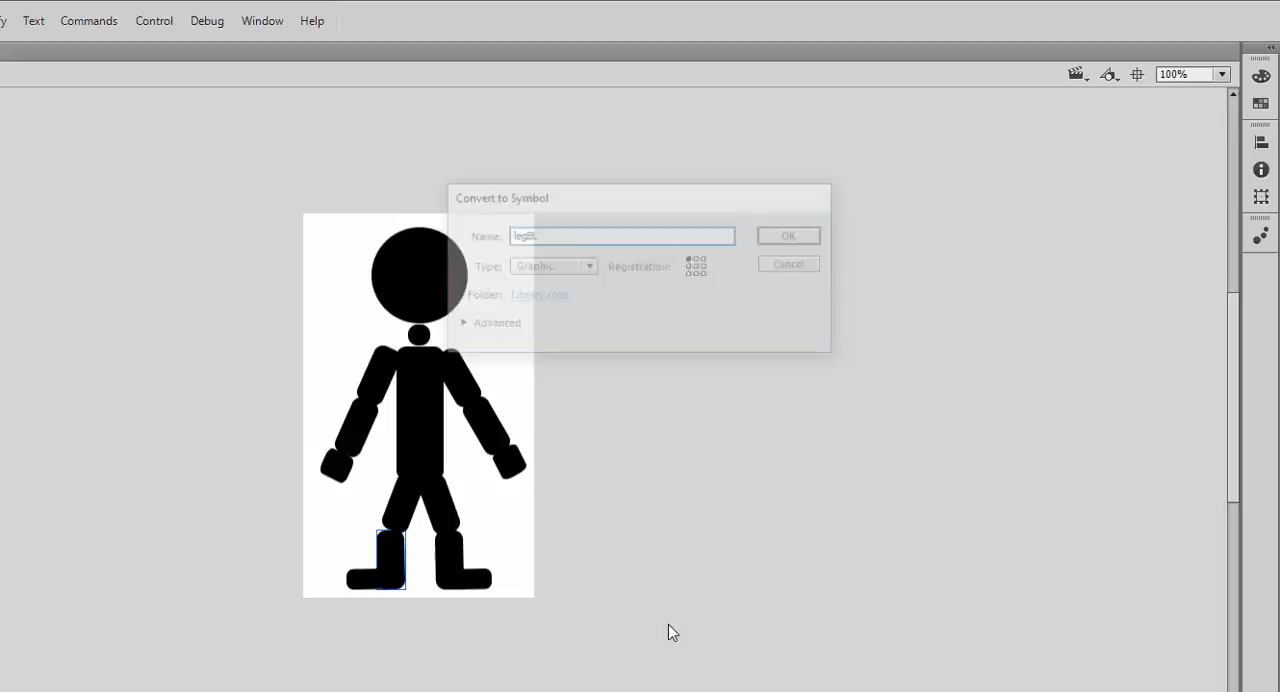 Text Commands Control Debug Window Help
100%
Convert to Symbol
Name: legBL OK
Type: Graphic Registration: Cancel
Folder: Library root
Advanced